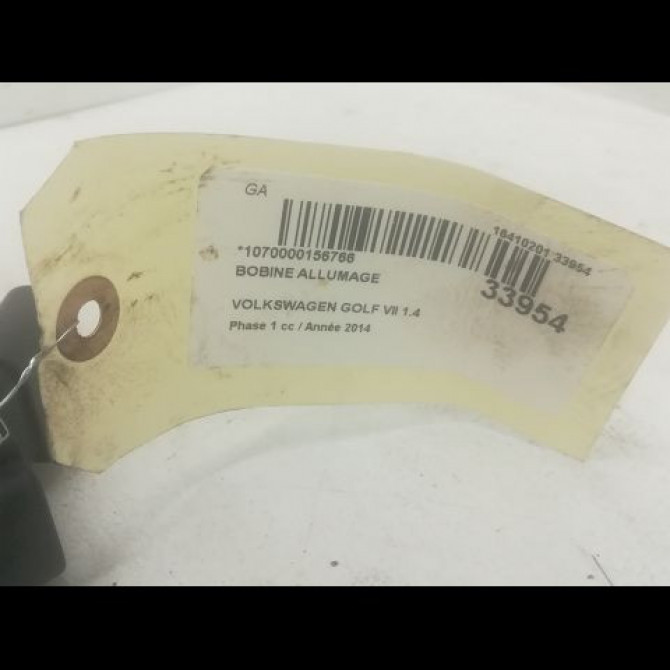 GA
16410201 33954
*1070000156766
33954
BOBINE ALLUMAGE
VOLKSWAGEN GOLF VII 1.4
Phase 1 cc / Année 2014